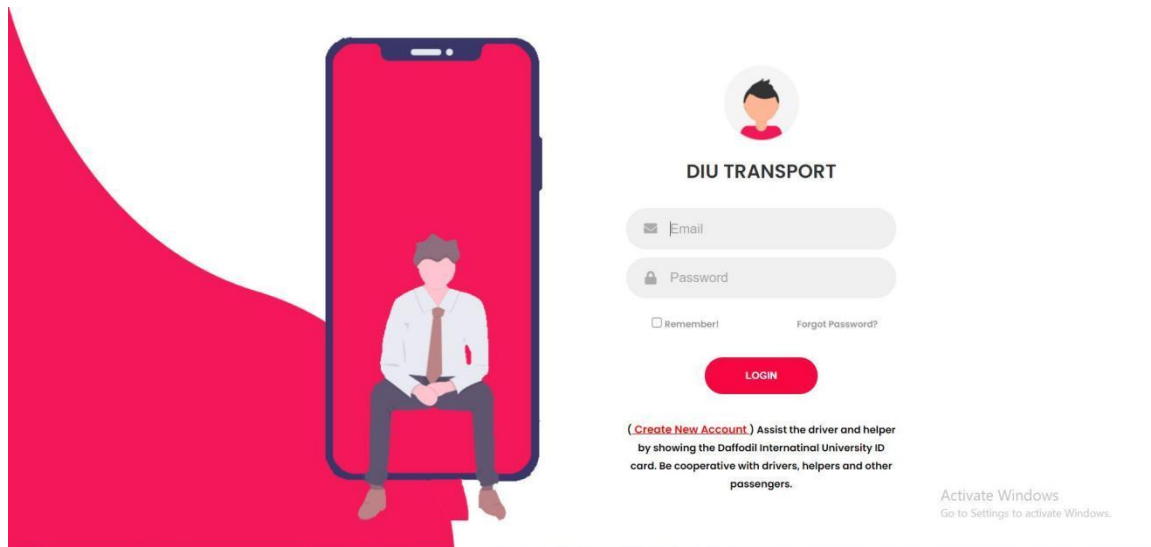 DIU TRANSPORT
Email
Password
Remember!
Forgot Password?
LOGIN
( Create New Account ) Assist the driver and helper
by showing the Daffodil Internatinal University ID
card. Be cooperative with drivers, helpers and other
passengers.
Activate Windows
Go to Settings to activate Windows.